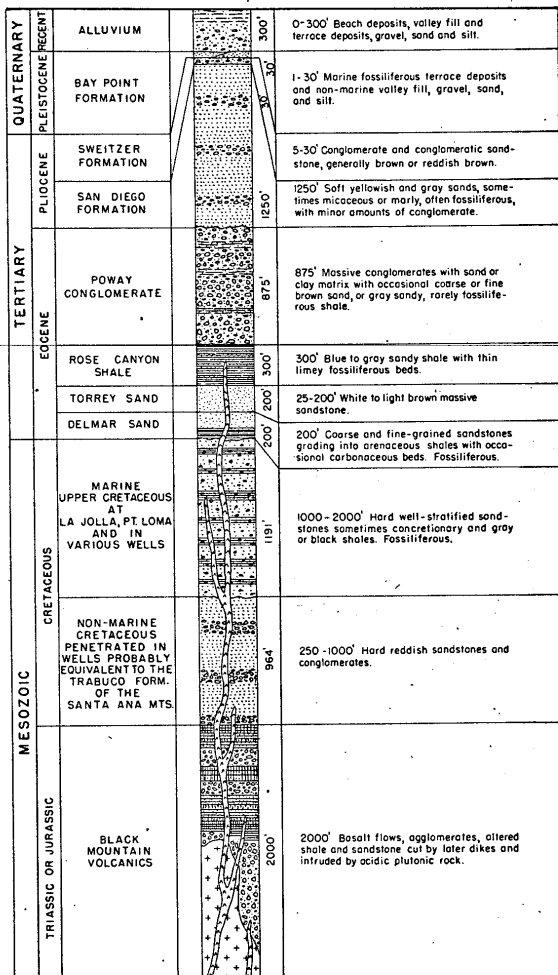 QUATERNARY
RECENT
ALLUVIUM
300'
0-300' Beach deposits, valley fill and
terrace deposits, gravel, sand and silt.
PLEISTOCENE
BAY POINT
FORMATION
30'
30'
1-30' Marine fossiliferous terrace deposits
and non-marine valley fill, gravel, sand,
and silt.
TERTIARY
PLIOCENE
SWEITZER
FORMATION
5-30' Conglomerate and conglomeratic sand-
stone, generally brown or reddish brown.
SAN DIEGO
FORMATION
1250'
1250' Soft yellowish and gray sands, some-
times micaceous or marly, often fossiliferous,
with minor amounts of conglomerate.
EOCENE
POWAY
CONGLOMERATE
875'
875' Massive conglomerates with sand or
clay matrix with occasional coarse or fine
brown sand, or gray sandy, rarely fossilife-
rous shale.
ROSE CANYON
SHALE
300'
300' Blue to gray sandy shale with thin
limey fossiliferous beds.
TORREY SAND
200'
25-200' White to light brown massive
sandstone.
DELMAR SAND
200'
200' Coarse and fine-grained sandstones
grading into arenaceous shales with occa-
sional carbonaceous beds. Fossiliferous.
MESOZOIC
CRETACEOUS
MARINE
UPPER CRETACEOUS
AT
LA JOLLA, PT. LOMA
AND IN
VARIOUS WELLS
1191'
1000-2000' Hard well-stratified sand-
stones sometimes concretionary and gray
or black shales. Fossiliferous.
NON-MARINE
CRETACEOUS
PENETRATED IN
WELLS PROBABLY
EQUIVALENT TO THE
TRABUCO FORM.
OF THE
SANTA ANA MTS.
964'
250-1000' Hard reddish sandstones and
conglomerates.
TRIASSIC OR JURASSIC
BLACK
MOUNTAIN
VOLCANICS
2000'
2000' Basalt flows, agglomerates, altered
shale and sandstone cut by later dikes and
intruded by acidic plutonic rock.